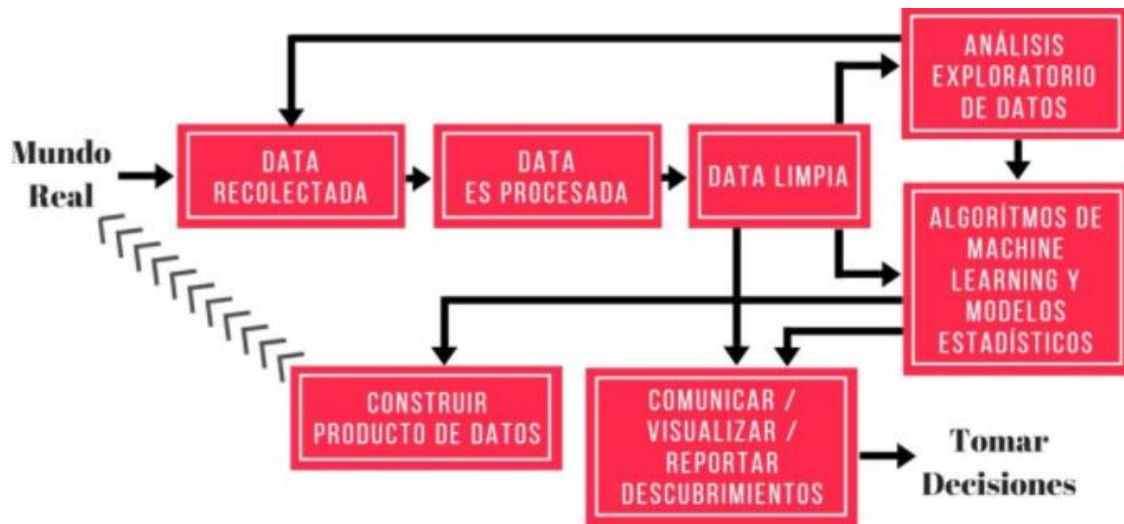 Mundo
Real
DATA
RECOLECTADA
DATA
ES PROCESADA
DATA LIMPIA
ANÁLISIS
EXPLORATORIO
DE DATOS
ALGORÍTMOS DE
MACHINE
LEARNING Y
MODELOS
ESTADÍSTICOS
CONSTRUIR
PRODUCTO DE DATOS
COMUNICAR /
VISUALIZAR /
REPORTAR
DESCUBRIMIENTOS
Tomar
Decisiones